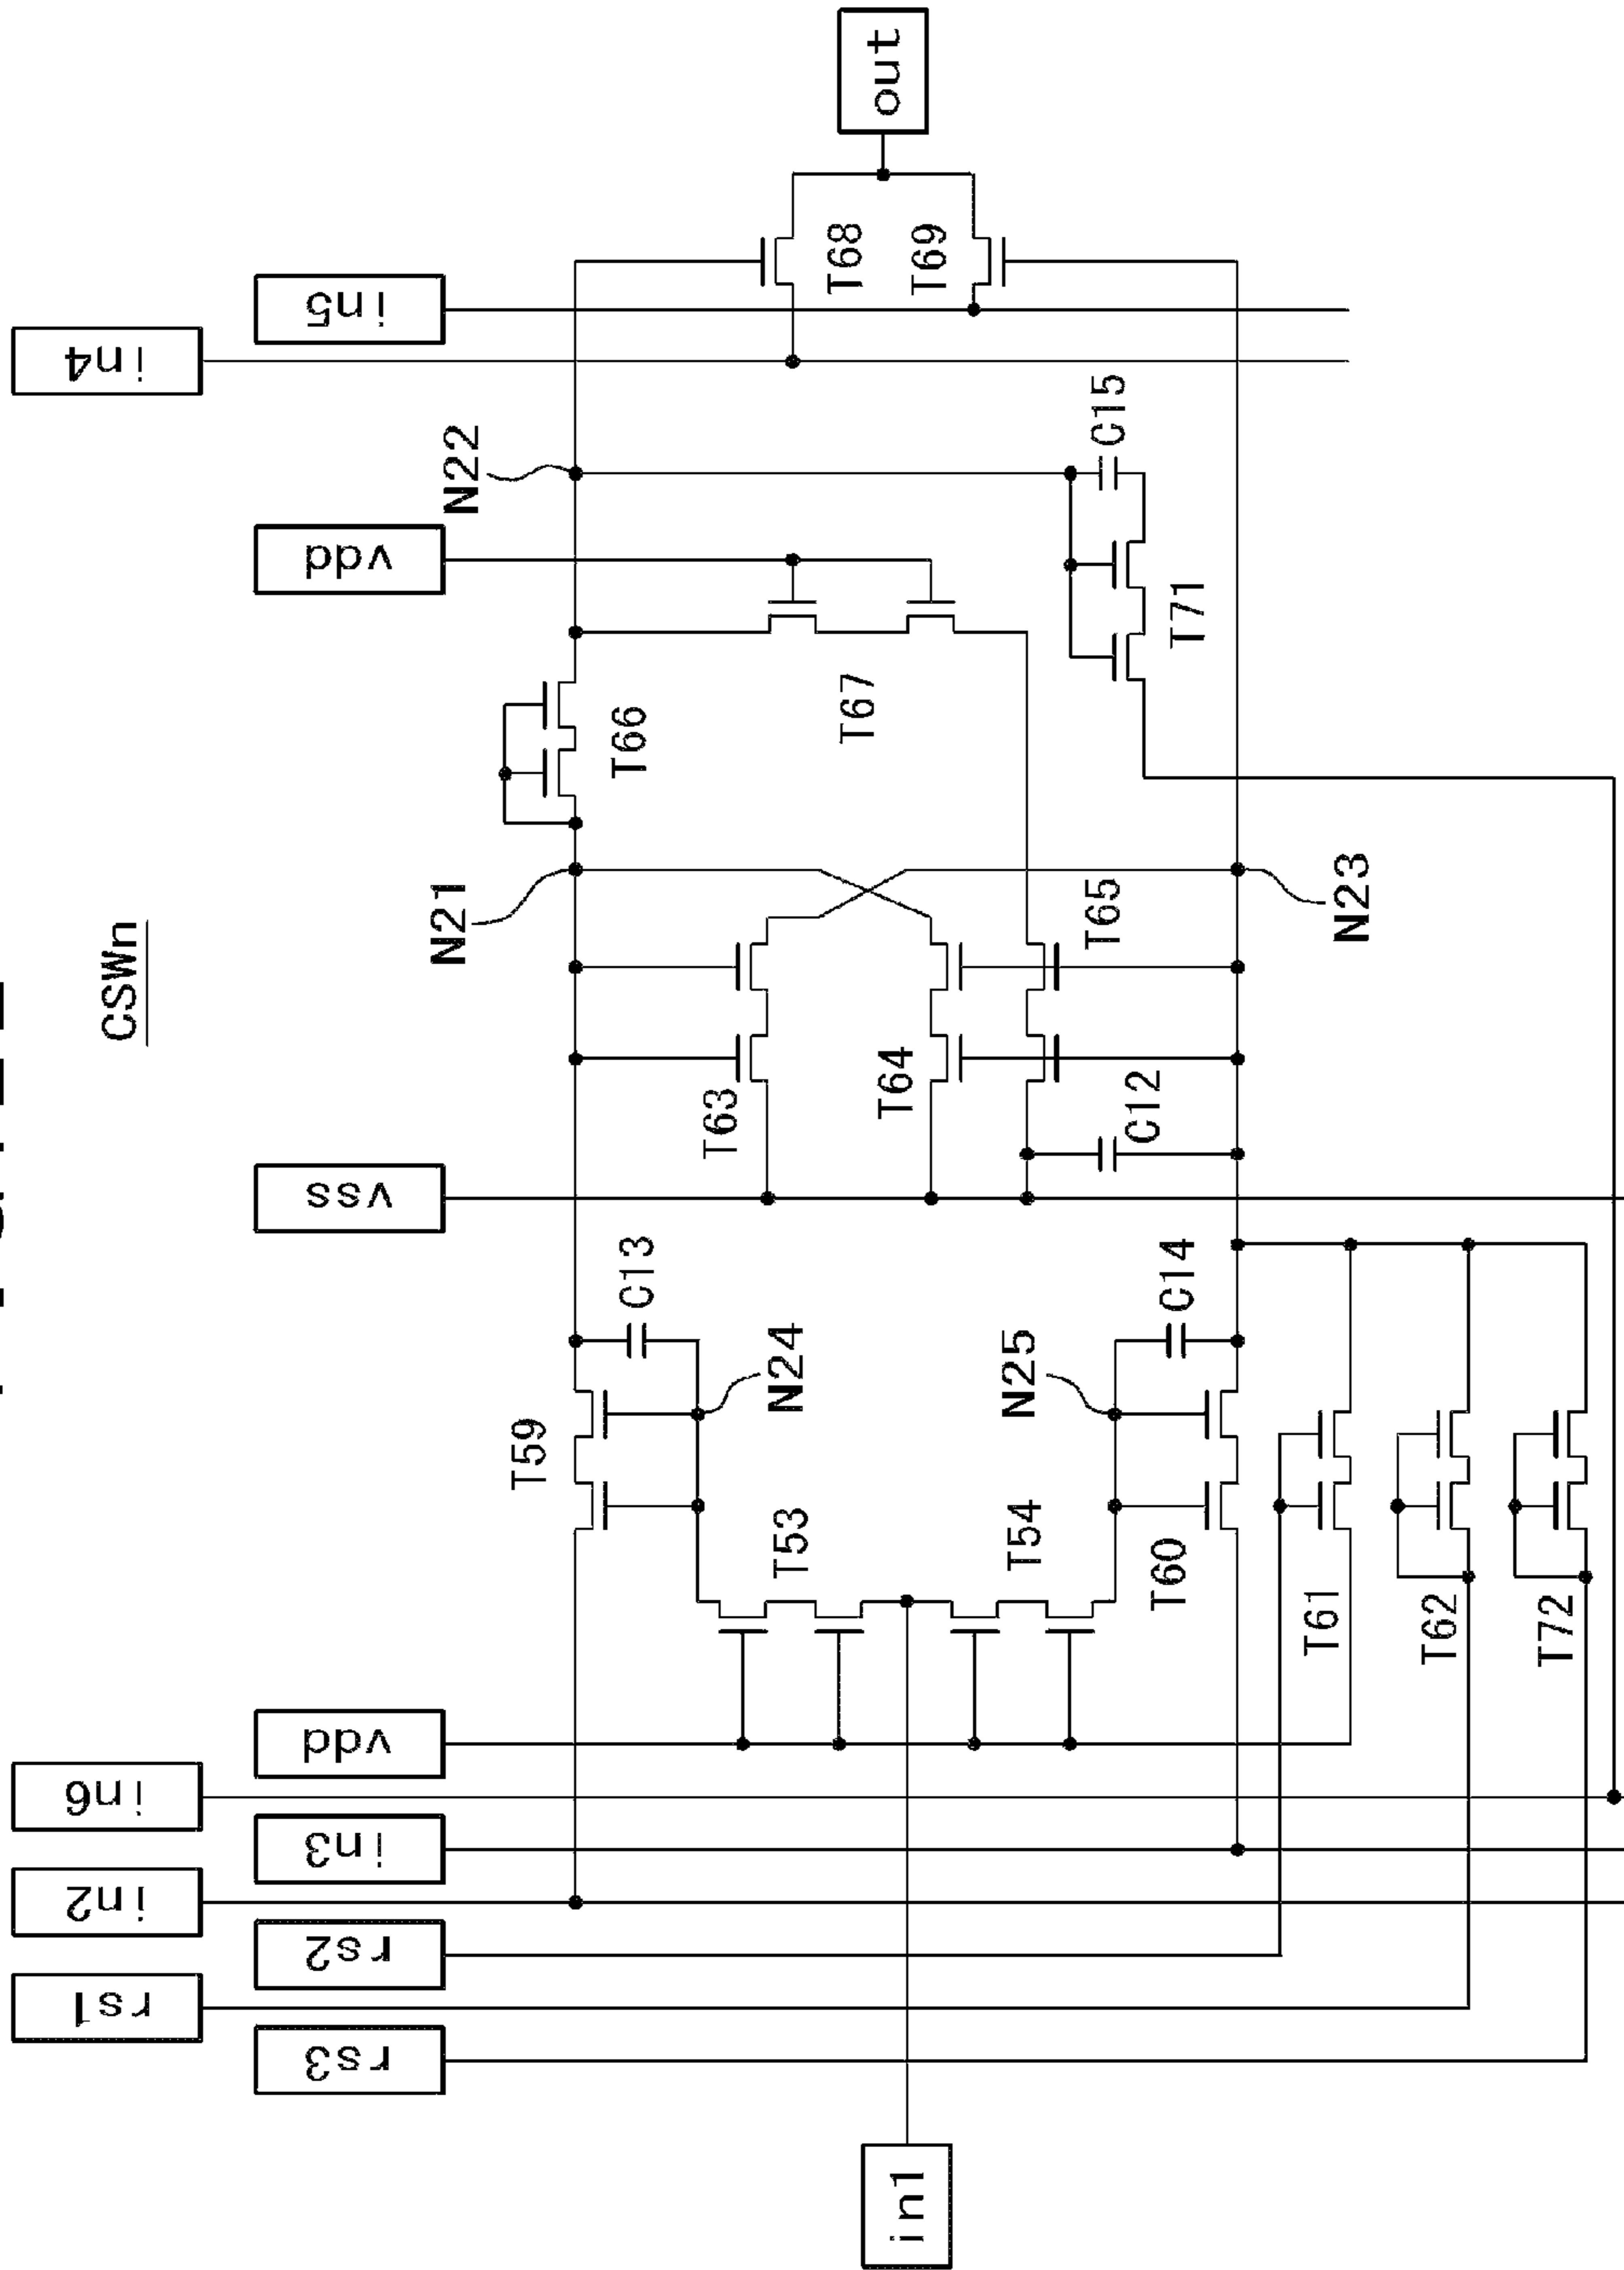 CSWn
in4
in5
vdd
vss
vdd
in6
in3
in2
rs2
rs1
rs3
in1
out
N22
N21
N23
N24
N25
T59
C13
T53
T54
C14
T60
T61
T62
T72
T63
T64
T65
C12
T66
T67
T71
C15
T68
T69